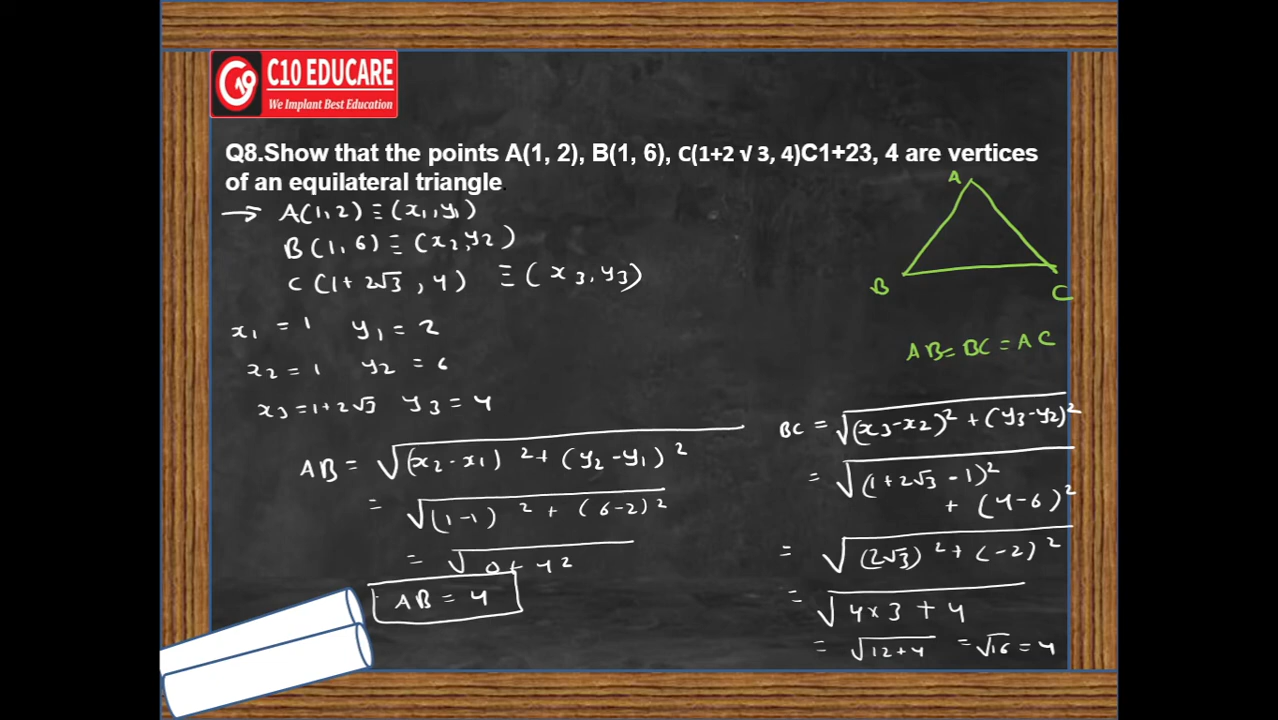 C10 EDUCARE
We Implant Best Education
Q8.Show that the points A(1, 2), B(1, 6), C(1+2 √ 3, 4)C1+23, 4 are vertices
of an equilateral triangle.
→ A(1,2) ≡ (x₁,y₁)
B(1,6) ≡ (x₂,y₂)
C(1+2√3, 4) ≡ (x₃,y₃)
x₁ = 1 y₁ = 2
x₂ = 1 y₂ = 6
x₃ = 1+2√3 y₃ = 4
AB = √(x₂-x₁)² + (y₂-y₁)²
= √(1-1)² + (6-2)²
= √0+4²
AB = 4
A
B
C
AB = BC = AC
BC = √(x₃-x₂)² + (y₃-y₂)²
= √(1+2√3-1)²
+ (4-6)²
= √(2√3)² + (-2)²
= √4×3+4
= √12+4 = √16 = 4